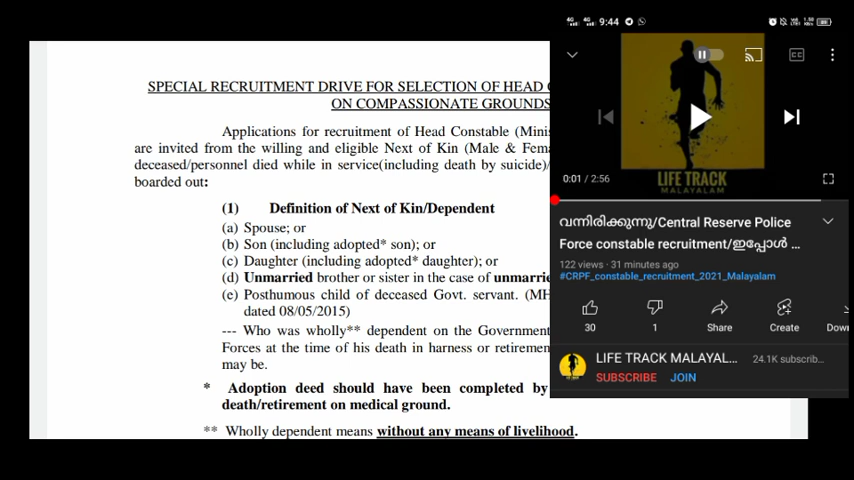 SPECIAL RECRUITMENT DRIVE FOR SELECTION OF HEAD
ON COMPASSIONATE GROUNDS
Applications for recruitment of Head Constable
are invited from the willing and eligible Next of Kin (Male &
deceased/personnel died while in service(including death by suicide)/
boarded out:
(1) Definition of Next of Kin/Dependent
(a) Spouse; or
(b) Son (including adopted* son); or
(c) Daughter (including adopted* daughter); or
(d) Unmarried brother or sister in the case of
(e) Posthumous child of deceased Govt. servant.
dated 08/05/2015)
--- Who was wholly** dependent on the Government
Forces at the time of his death in harness or
may be.
* Adoption deed should have been completed by
death/retirement on medical ground.
** Wholly dependent means without any means of livelihood.
4G 4G 9:44
CC
LIFE TRACK
MALAYALAM
0:01 / 2:56
വന്നിരിക്കുന്നു/Central Reserve Police
Force constable recruitment/ഇപ്പോൾ ...
122 views · 31 minutes ago
#CRPF_constable_recruitment_2021_Malayalam
30 1 Share Create Down
LIFE TRACK MALAYAL... 24.1K subscrib...
SUBSCRIBE JOIN